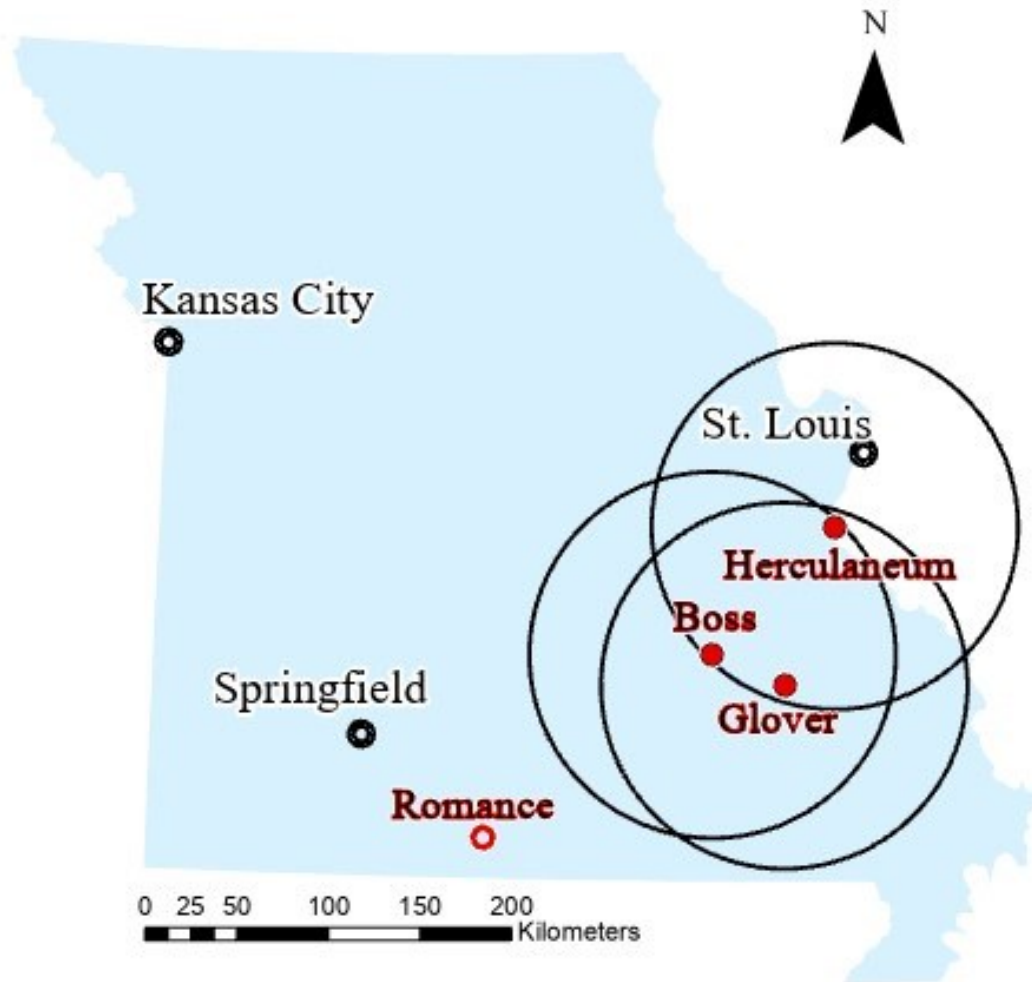 N
Kansas City
St. Louis
Herculaneum
Boss
Springfield
Glover
Romance
0 25 50 100 150 200
Kilometers